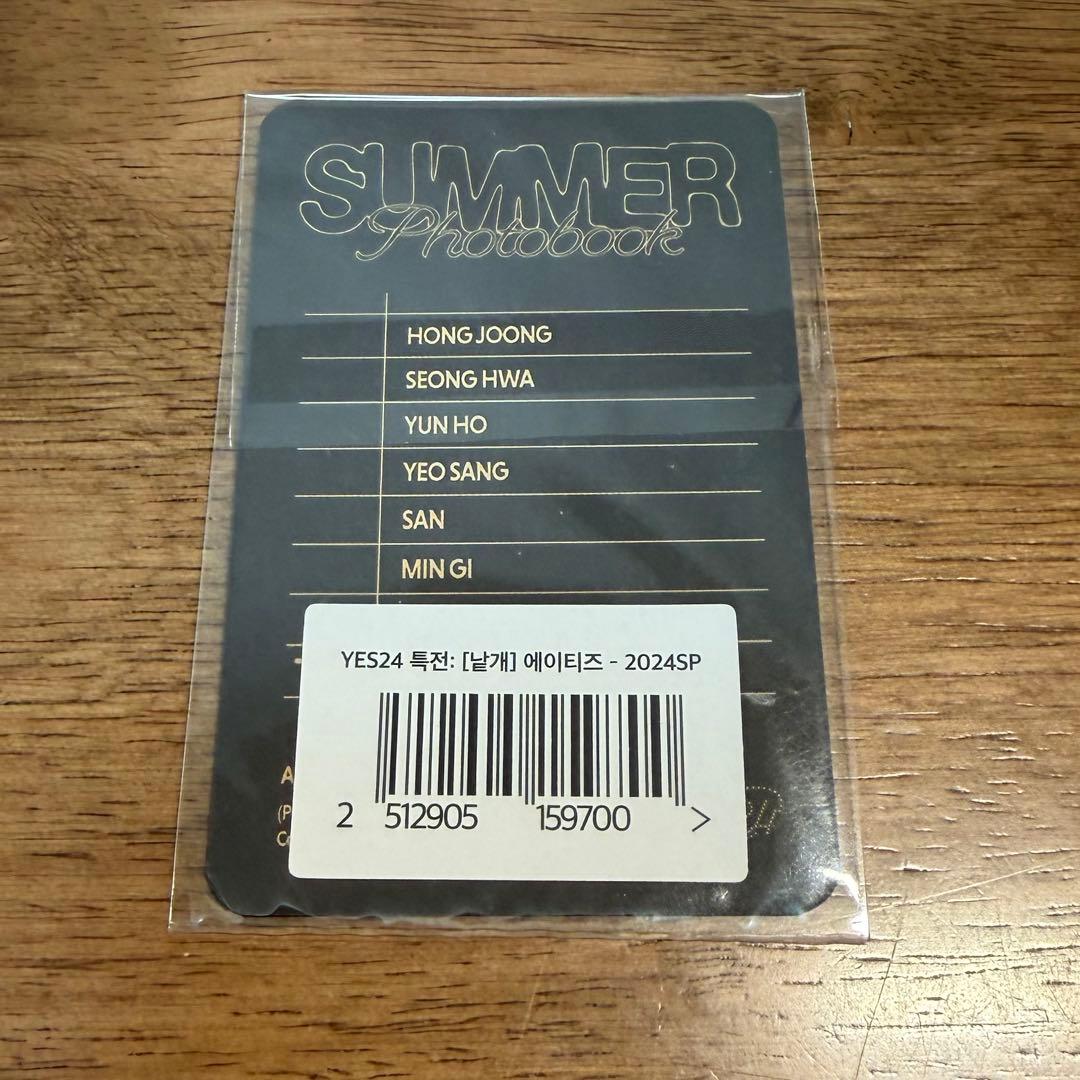 SUMMER
Photobook
HONG JOONG
SEONG HWA
YUN HO
YEO SANG
SAN
MIN GI
YES24 특전: [낱개] 에이티즈 - 2024SP
2 512905 159700 >
A
(P
Co